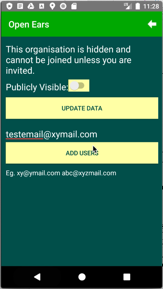 11:28
Open Ears
This organisation is hidden and
cannot be joined unless you are
invited.
Publicly Visible:
UPDATE DATA
testemail@xymail.com
ADD USERS
Eg. xy@ymail.com abc@xyzmail.com